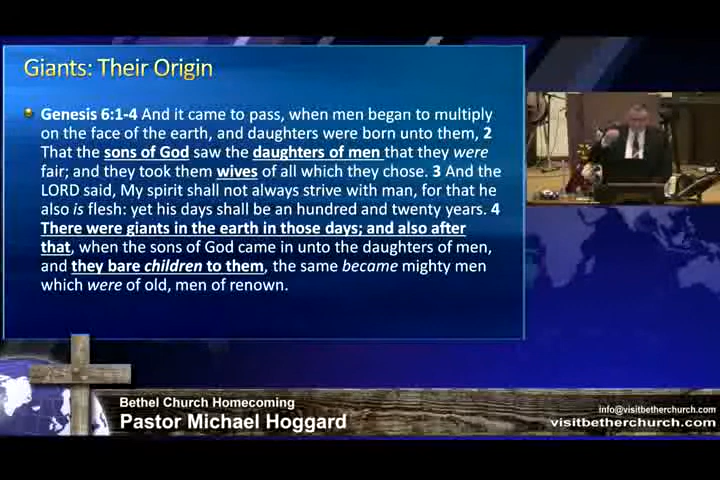 Giants: Their Origin
Genesis 6:1-4 And it came to pass, when men began to multiply
on the face of the earth, and daughters were born unto them, 2
That the sons of God saw the daughters of men that they were
fair; and they took them wives of all which they chose. 3 And the
LORD said, My spirit shall not always strive with man, for that he
also is flesh: yet his days shall be an hundred and twenty years. 4
There were giants in the earth in those days; and also after
that, when the sons of God came in unto the daughters of men,
and they bare children to them, the same became mighty men
which were of old, men of renown.
Bethel Church Homecoming
Pastor Michael Hoggard
info@visitbetherchurch.com
visitbetherchurch.com